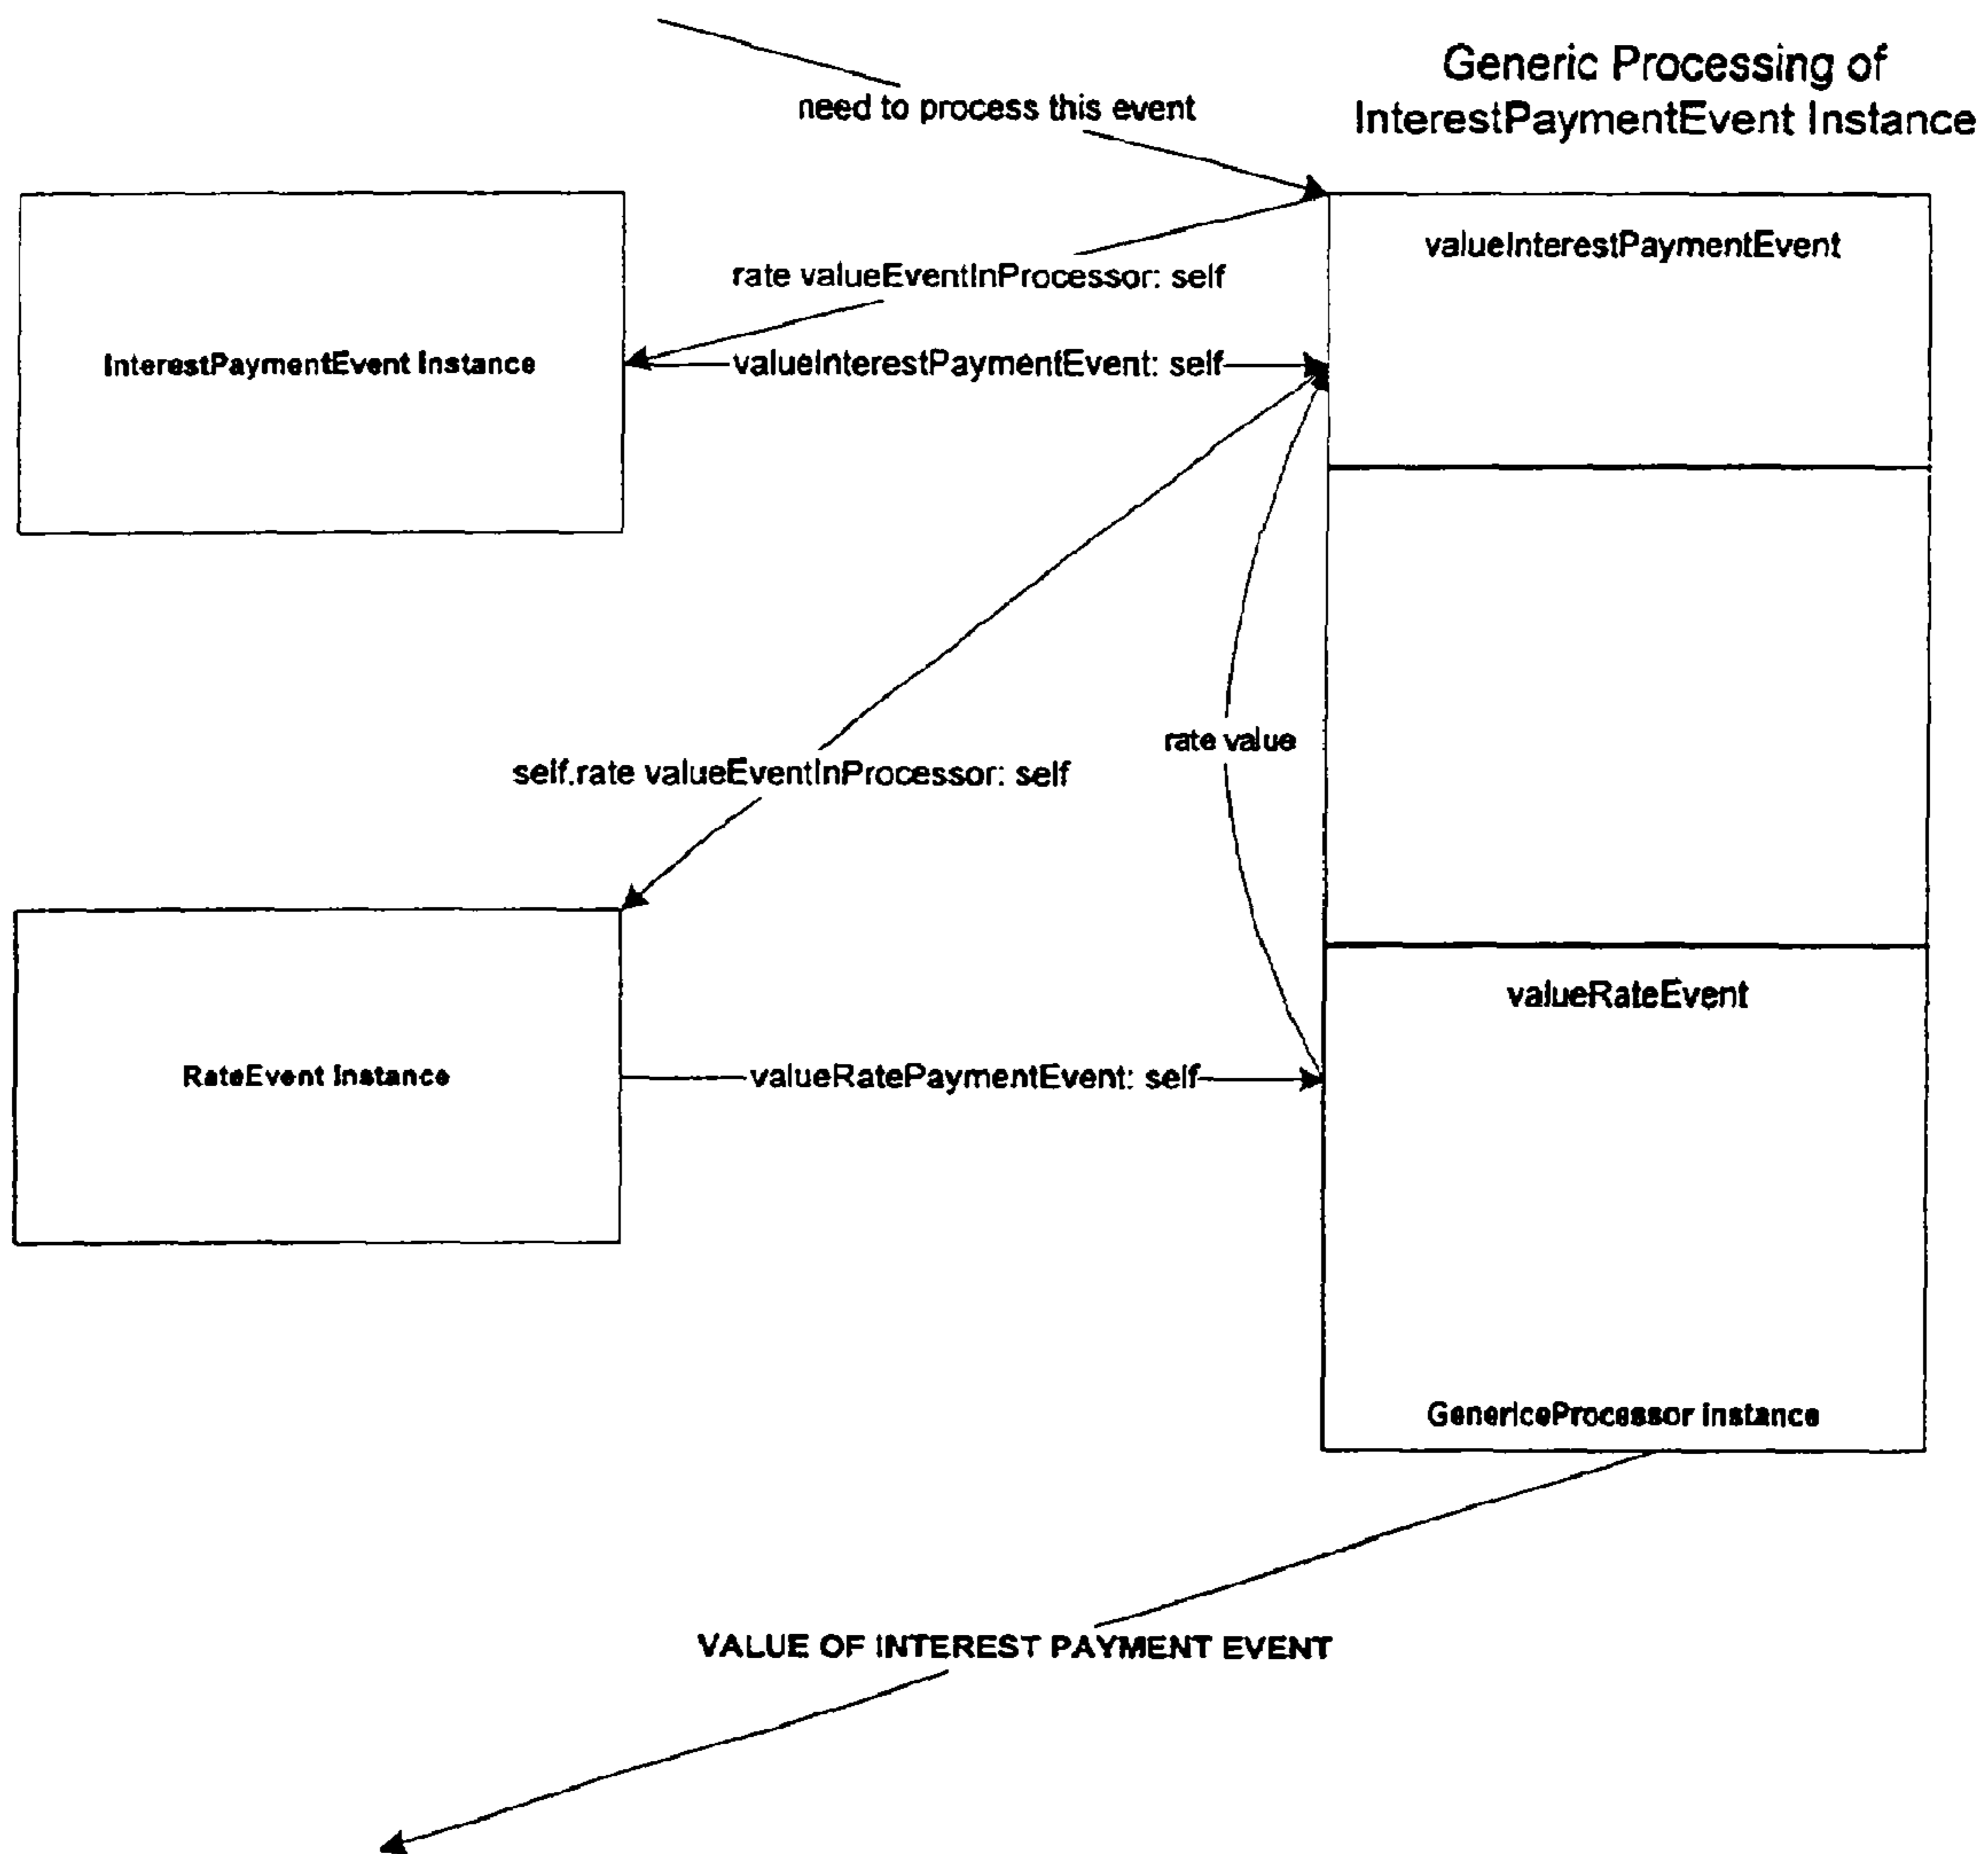 Generic Processing of
InterestPaymentEvent Instance
need to process this event
valueInterestPaymentEvent
rate valueEventInProcessor: self
InterestPaymentEvent Instance
valueInterestPaymentEvent: self
rate value
self.rate valueEventInProcessor: self
valueRateEvent
RateEvent Instance
valueRatePaymentEvent: self
GenericeProcessor instance
VALUE OF INTEREST PAYMENT EVENT